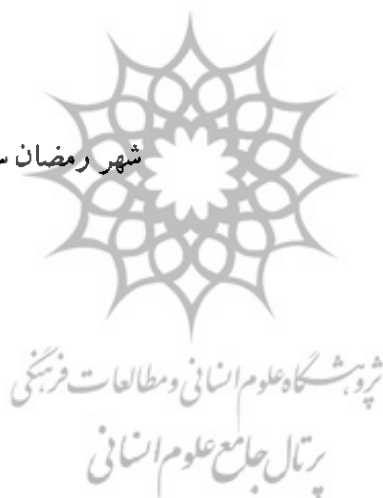 شهر رمضان س
پژوهشگاه علوم انسانی و مطالعات فرهنگی
پرتال جامع علوم انسانی